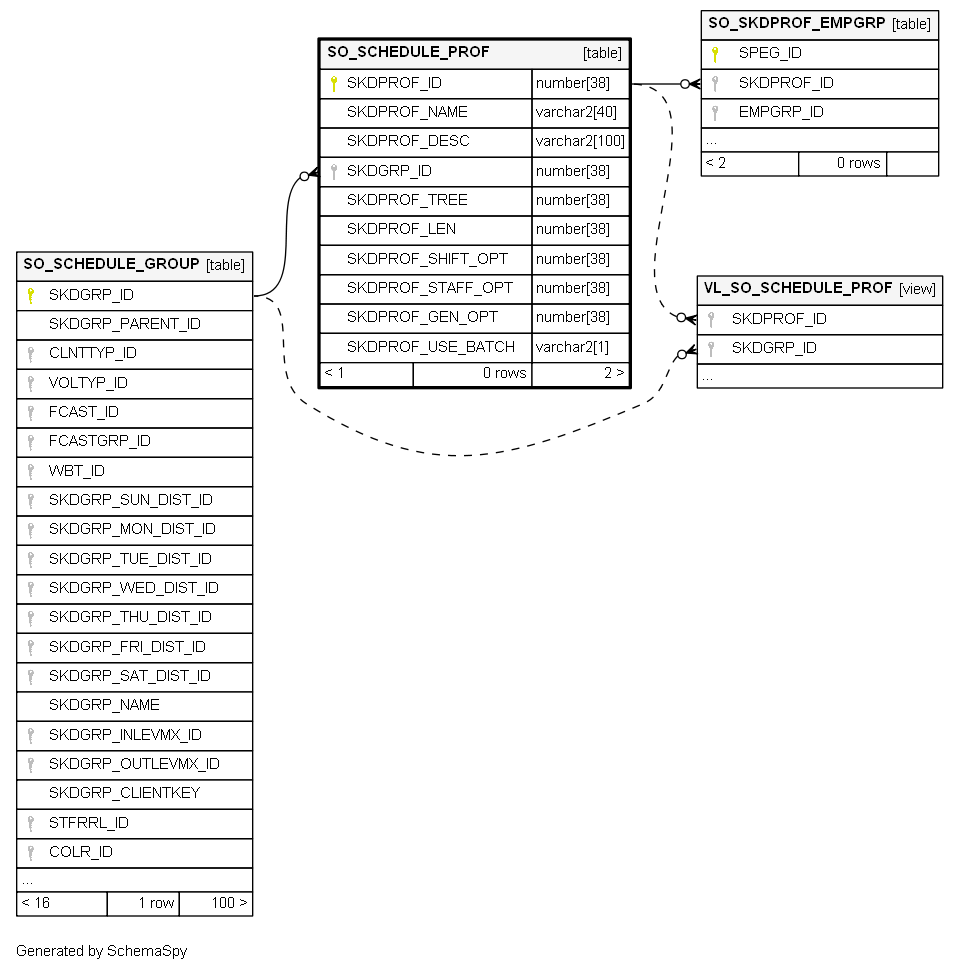 SO_SCHEDULE_PROF [table]
SKDPROF_ID number[38]
SKDPROF_NAME varchar2[40]
SKDPROF_DESC varchar2[100]
SKDGRP_ID number[38]
SKDPROF_TREE number[38]
SKDPROF_LEN number[38]
SKDPROF_SHIFT_OPT number[38]
SKDPROF_STAFF_OPT number[38]
SKDPROF_GEN_OPT number[38]
SKDPROF_USE_BATCH varchar2[1]
< 1 0 rows 2 >
SO_SKDPROF_EMPGRP [table]
SPEG_ID
SKDPROF_ID
EMPGRP_ID
...
< 2 0 rows
SO_SCHEDULE_GROUP [table]
SKDGRP_ID
SKDGRP_PARENT_ID
CLNTTYP_ID
VOLTYP_ID
FCAST_ID
FCASTGRP_ID
WBT_ID
SKDGRP_SUN_DIST_ID
SKDGRP_MON_DIST_ID
SKDGRP_TUE_DIST_ID
SKDGRP_WED_DIST_ID
SKDGRP_THU_DIST_ID
SKDGRP_FRI_DIST_ID
SKDGRP_SAT_DIST_ID
SKDGRP_NAME
SKDGRP_INLEVMX_ID
SKDGRP_OUTLEVMX_ID
SKDGRP_CLIENTKEY
STFRRL_ID
COLR_ID
...
< 16 1 row 100 >
VL_SO_SCHEDULE_PROF [view]
SKDPROF_ID
SKDGRP_ID
...
Generated by SchemaSpy